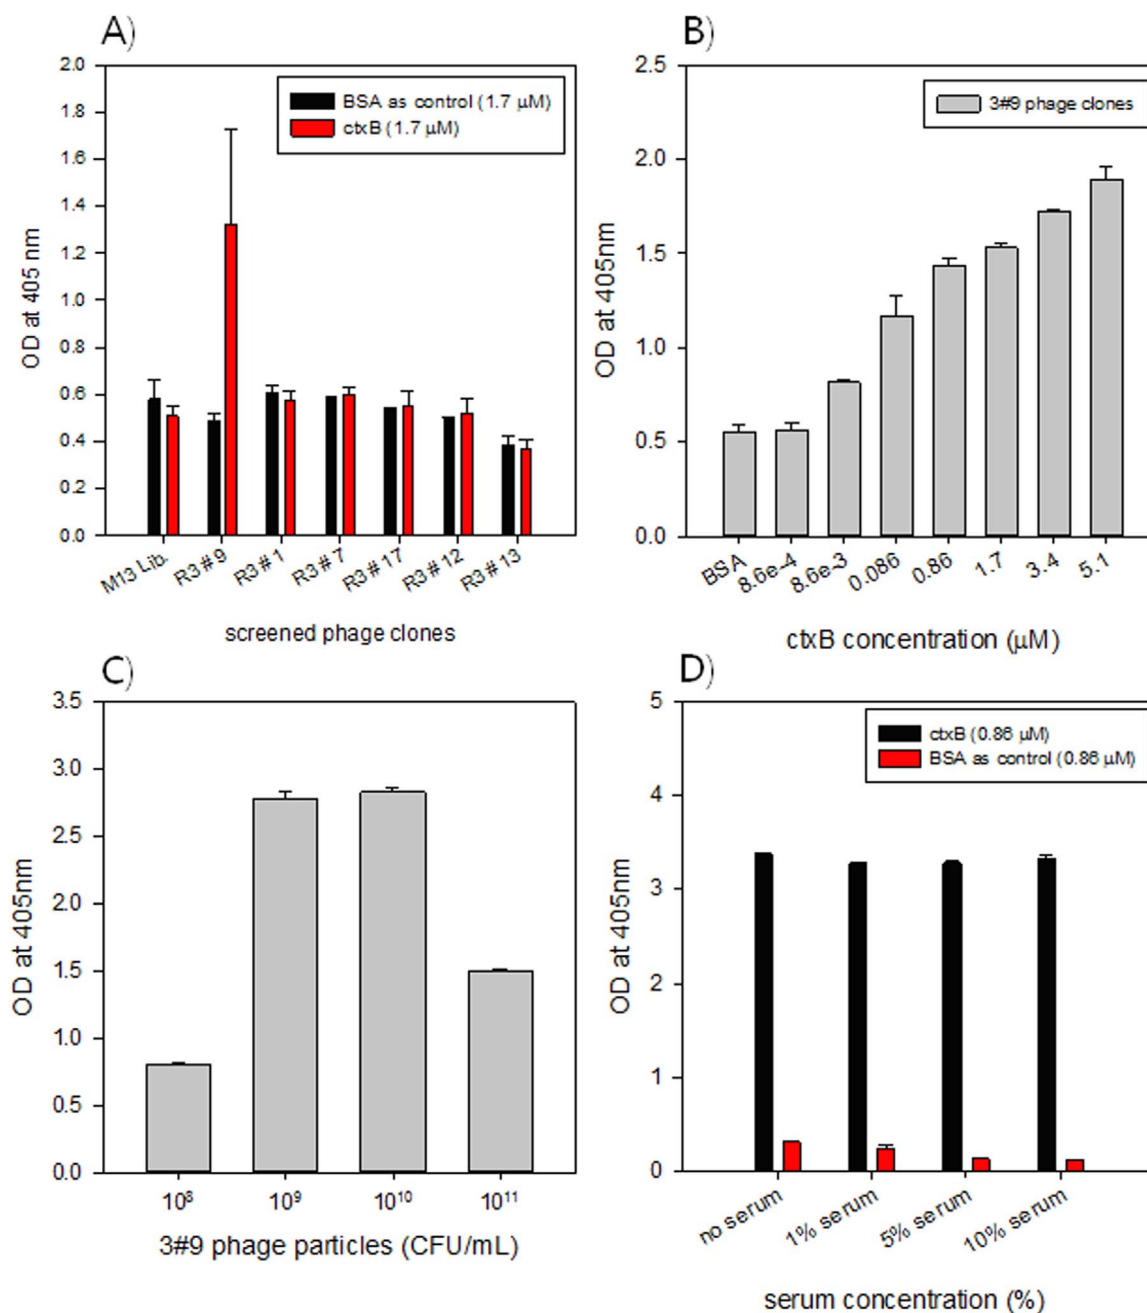 A)
2.0
1.8
1.6
1.4
1.2
1.0
0.8
0.6
0.4
0.2
0.0
OD at 405 nm
BSA as control (1.7 μM)
ctxB (1.7 μM)
M13 Lib.
R3#9
R3#1
R3#7
R3#17
R3#12
R3#13
screened phage clones
B)
2.5
2.0
1.5
1.0
0.5
0.0
OD at 405nm
3#9 phage clones
BSA
8.6e-4
8.6e-3
0.086
0.86
1.7
3.4
5.1
ctxB concentration (μM)
C)
3.5
3.0
2.5
2.0
1.5
1.0
0.5
0.0
OD at 405nm
10⁸
10⁹
10¹⁰
10¹¹
3#9 phage particles (CFU/mL)
D)
5
4
3
2
1
0
OD at 405nm
ctxB (0.86 μM)
BSA as control (0.86 μM)
no serum
1% serum
5% serum
10% serum
serum concentration (%)